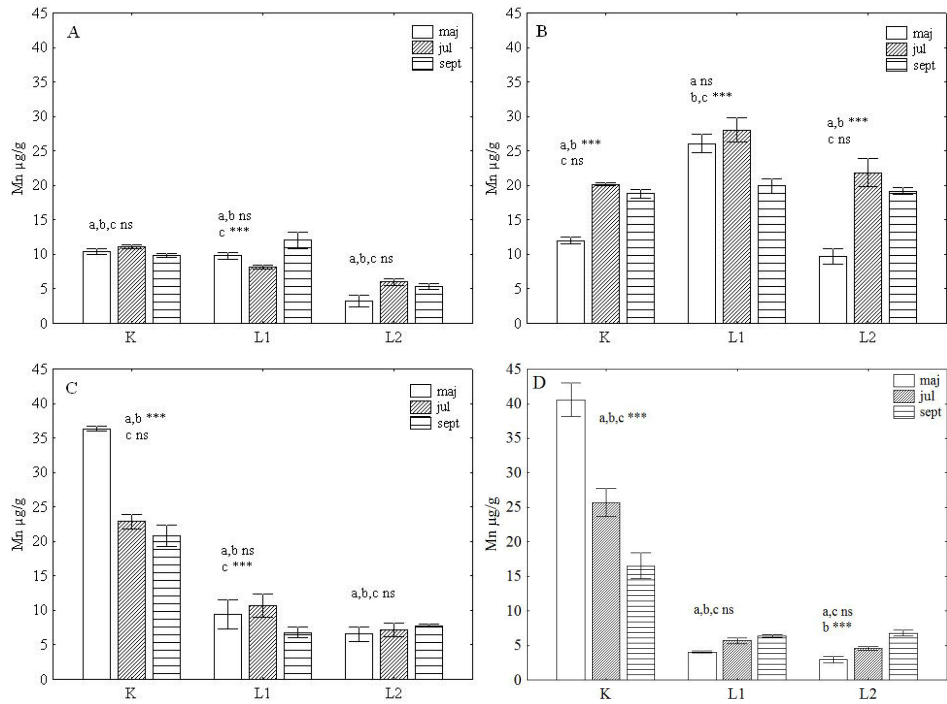 A
maj
jul
sept
Mn µg/g
45
40
35
30
25
20
15
10
5
0
a,b,c ns
a,b ns
c ***
a,b,c ns
K
L1
L2
B
maj
jul
sept
Mn µg/g
45
40
35
30
25
20
15
10
5
0
a,b ***
c ns
a ns
b,c ***
a,b ***
c ns
K
L1
L2
C
maj
jul
sept
Mn µg/g
45
40
35
30
25
20
15
10
5
0
a,b ***
c ns
a,b ns
c ***
a,b,c ns
K
L1
L2
D
maj
jul
sept
Mn µg/g
45
40
35
30
25
20
15
10
5
0
a,b,c ***
a,b,c ns
a,c ns
b ***
K
L1
L2